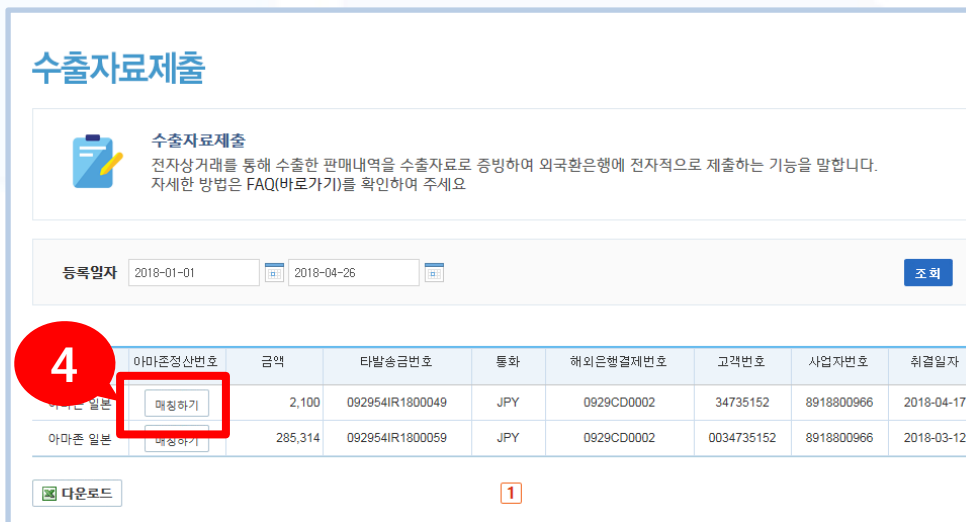 수출자료제출
수출자료제출
전자상거래를 통해 수출한 판매내역을 수출자료로 증빙하여 외국환은행에 전자적으로 제출하는 기능을 말합니다.
자세한 방법은 FAQ(바로가기)를 확인하여 주세요
등록일자 2018-01-01 2018-04-26 조회
4
아마존정산번호 금액 타발송금번호 통화 해외은행결제번호 고객번호 사업자번호 취결일자
일본 매칭하기 2,100 092954IR1800049 JPY 0929CD0002 34735152 8918800966 2018-04-17
아마존 일본 매칭하기 285,314 092954IR1800059 JPY 0929CD0002 0034735152 8918800966 2018-03-12
다운로드 1